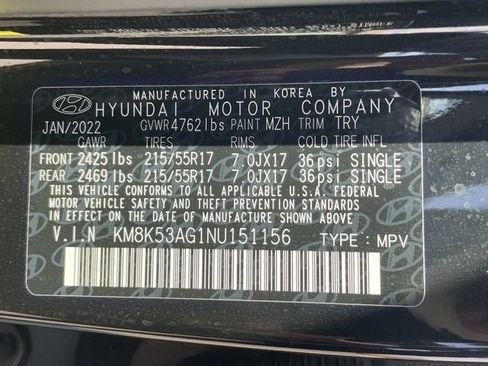 MANUFACTURED IN KOREA BY
HYUNDAI MOTOR COMPANY
JAN/2022 GVWR 4762 lbs PAINT MZH TRIM TRY
GAWR TIRES RIMS COLD TIRE INFL
FRONT 2425 lbs 215/55R17 7.0JX17 36psi SINGLE
REAR 2469 lbs 215/55R17 7.0JX17 36psi SINGLE
THIS VEHICLE CONFORMS TO ALL APPLICABLE U.S. FEDERAL
MOTOR VEHICLE SAFETY AND THEFT PREVENTION STANDARDS
IN EFFECT ON THE DATE OF MANUFACTURE SHOWN ABOVE.
V.I.N KM8K53AG1NU151156 TYPE : MPV